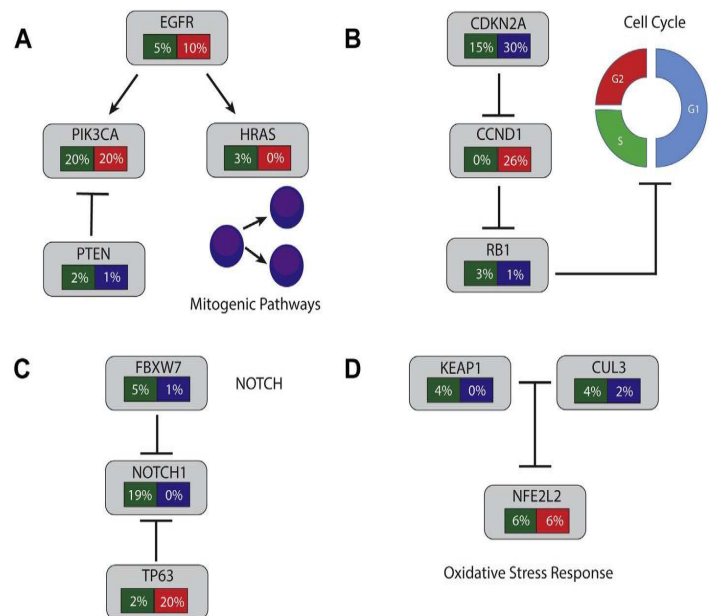 A
EGFR
5% 10%
PIK3CA
20% 20%
HRAS
3% 0%
PTEN
2% 1%
Mitogenic Pathways
B
CDKN2A
15% 30%
Cell Cycle
G2
G1
S
CCND1
0% 26%
RB1
3% 1%
C
FBXW7
5% 1%
NOTCH
NOTCH1
19% 0%
TP63
2% 20%
D
KEAP1
4% 0%
CUL3
4% 2%
NFE2L2
6% 6%
Oxidative Stress Response